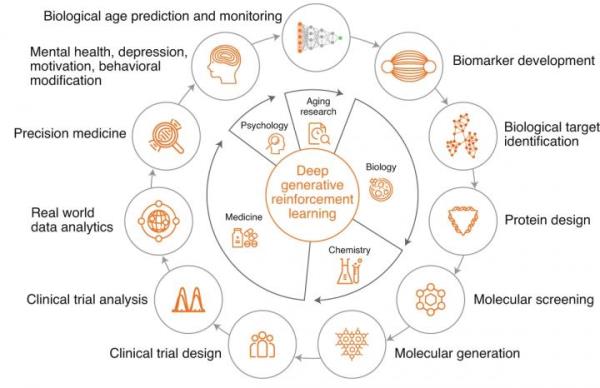 Biological age prediction and monitoring
Mental health, depression,
motivation, behavioral
modification
Biomarker development
Precision medicine
Biological target
identification
Real world
data analytics
Protein design
Clinical trial analysis
Molecular screening
Clinical trial design
Molecular generation
Aging
research
Psychology
Biology
Medicine
Chemistry
Deep
generative
reinforcement
learning